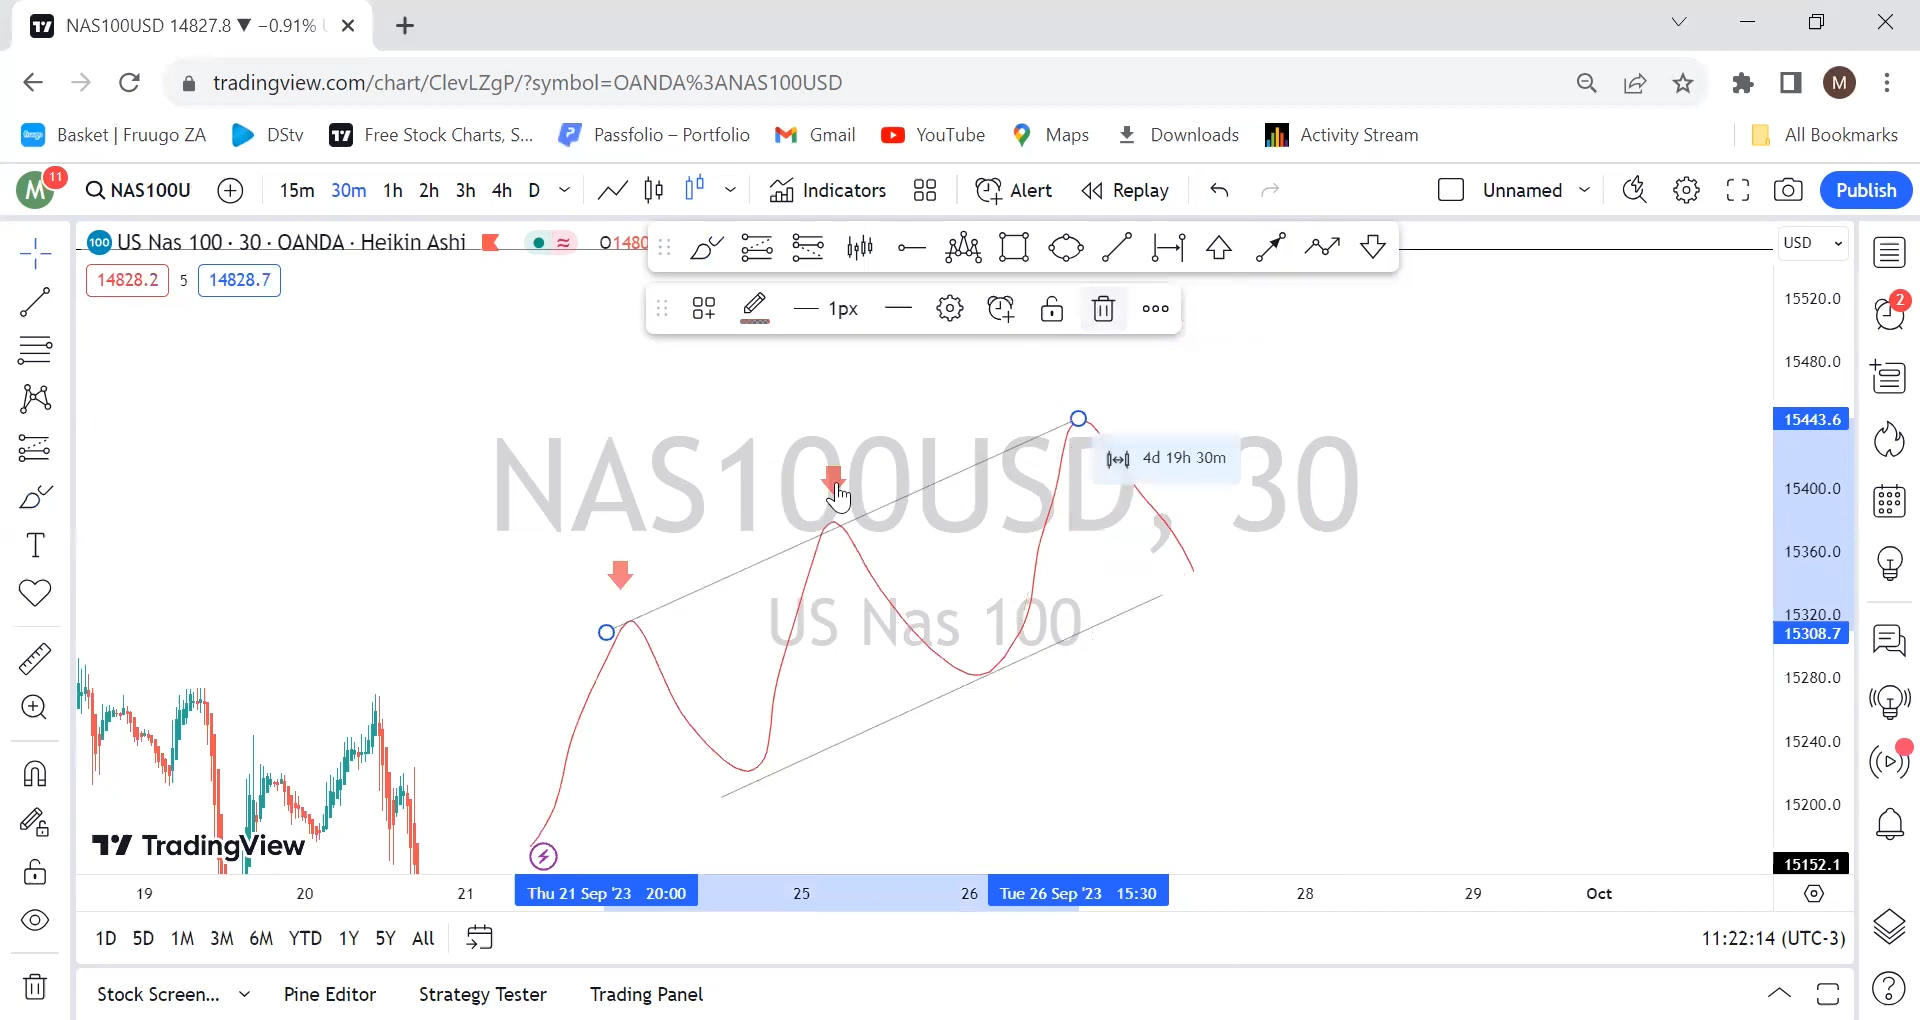 NAS100USD 14827.8 ▼ −0.91%
tradingview.com/chart/ClevLZgP/?symbol=OANDA%3ANAS100USD
M
Basket | Fruugo ZA
DStv
Free Stock Charts, S...
Passfolio – Portfolio
Gmail
YouTube
Maps
Downloads
Activity Stream
All Bookmarks
M
11
NAS100U
15m
30m
1h
2h
3h
4h
D
Indicators
Alert
Replay
Unnamed
Publish
100
US Nas 100 · 30 · OANDA · Heikin Ashi
O1480
USD
14828.2
5
14828.7
1px
2
NAS100USD, 30
US Nas 100
4d 19h 30m
15520.0
15480.0
15443.6
15400.0
15360.0
15320.0
15308.7
15280.0
15240.0
15200.0
15152.1
TradingView
19
20
21
Thu 21 Sep '23 20:00
25
26
Tue 26 Sep '23 15:30
28
29
Oct
1D
5D
1M
3M
6M
YTD
1Y
5Y
All
11:22:14 (UTC-3)
Stock Screen...
Pine Editor
Strategy Tester
Trading Panel